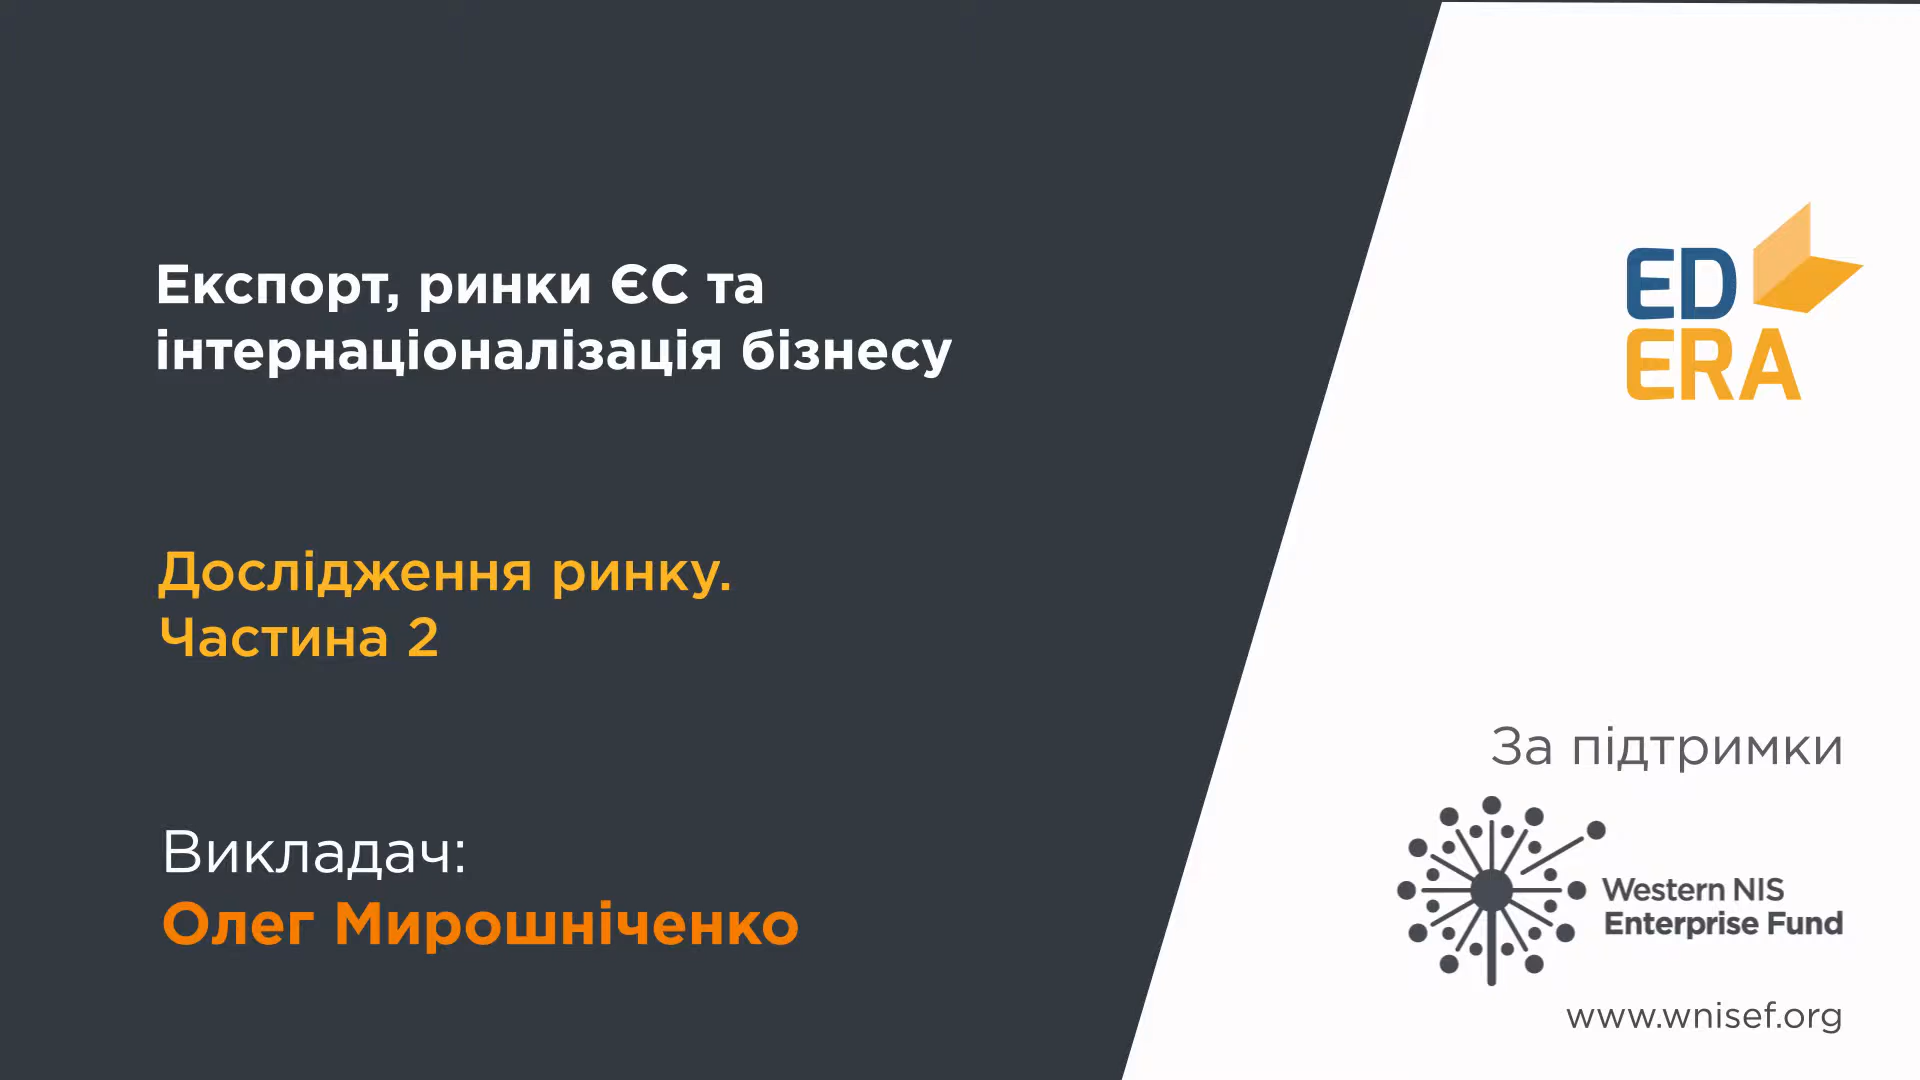 Експорт, ринки ЄС та
інтернаціоналізація бізнесу
Дослідження ринку.
Частина 2
Викладач:
Олег Мирошніченко
ED
ERA
За підтримки
Western NIS
Enterprise Fund
www.wnisef.org